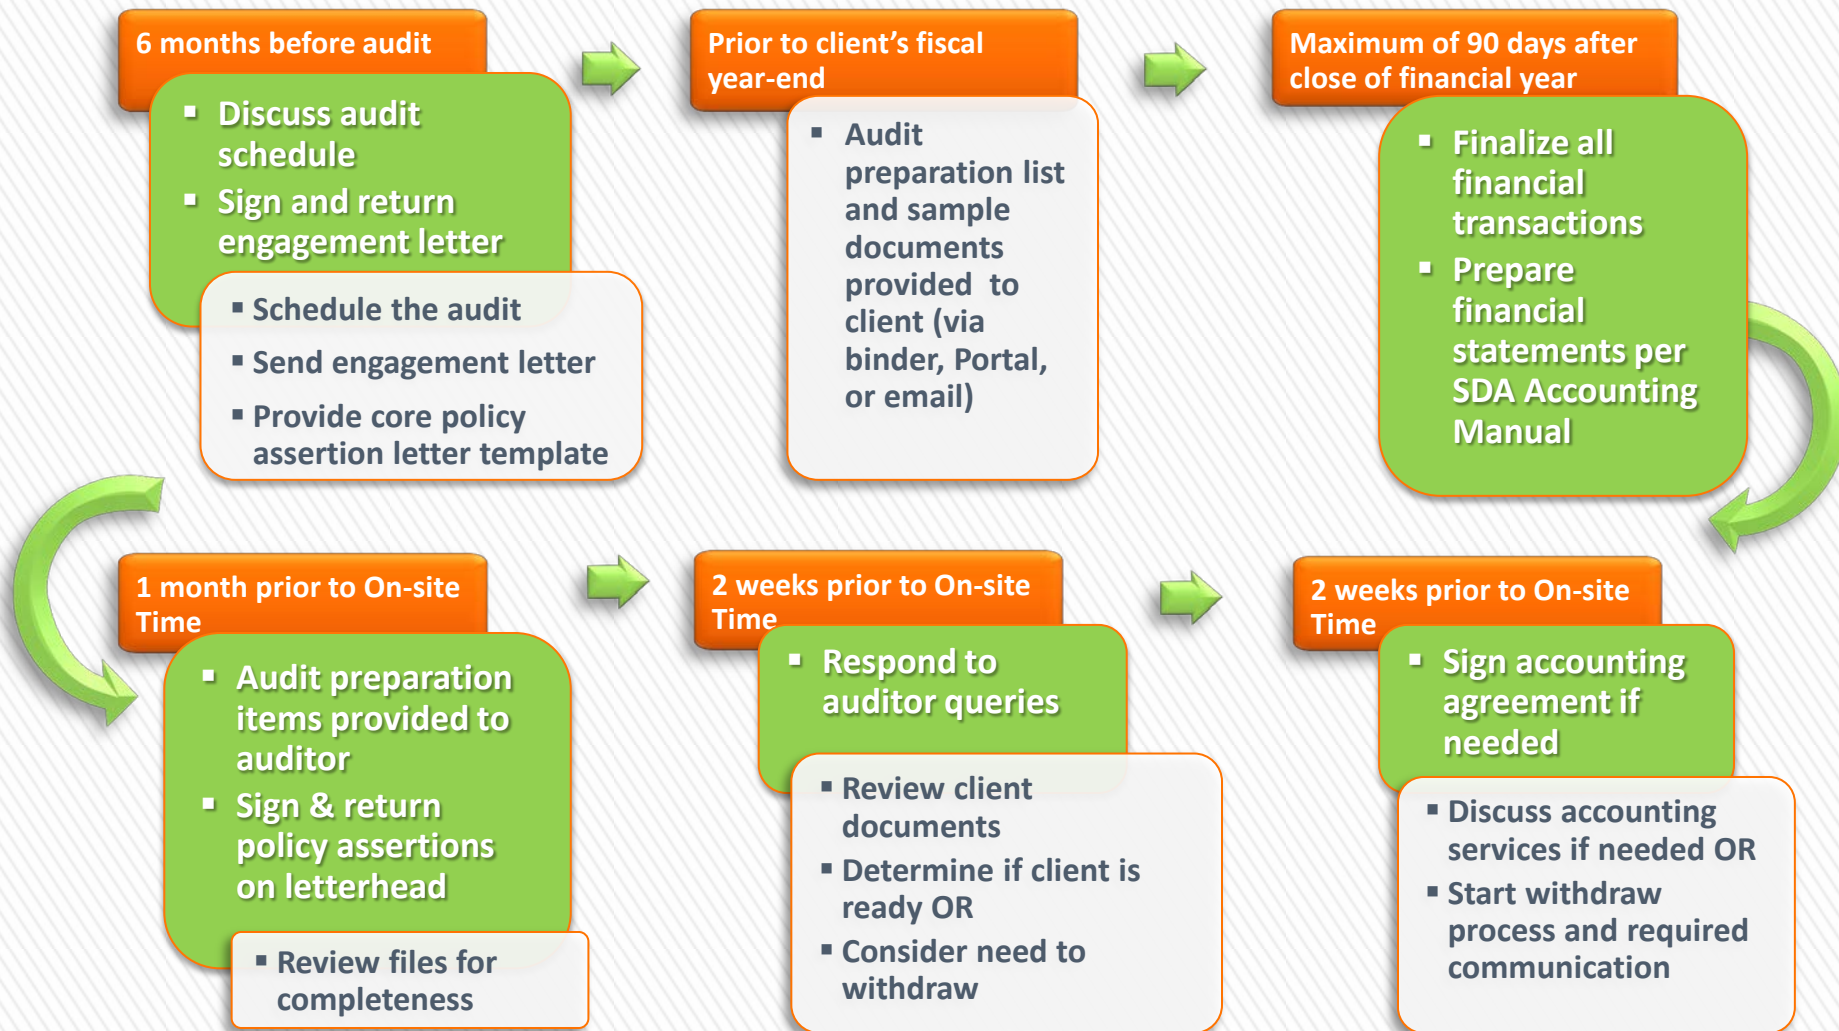 6 months before audit
▪ Discuss audit
schedule
▪ Sign and return
engagement letter
▪ Schedule the audit
▪ Send engagement letter
▪ Provide core policy
assertion letter template
Prior to client’s fiscal
year-end
▪ Audit
preparation list
and sample
documents
provided to
client (via
binder, Portal,
or email)
Maximum of 90 days after
close of financial year
▪ Finalize all
financial
transactions
▪ Prepare
financial
statements per
SDA Accounting
Manual
1 month prior to On-site
Time
▪ Audit preparation
items provided to
auditor
▪ Sign & return
policy assertions
on letterhead
▪ Review files for
completeness
2 weeks prior to On-site
Time
▪ Respond to
auditor queries
▪ Review client
documents
▪ Determine if client is
ready OR
▪ Consider need to
withdraw
2 weeks prior to On-site
Time
▪ Sign accounting
agreement if
needed
▪ Discuss accounting
services if needed OR
▪ Start withdraw
process and required
communication